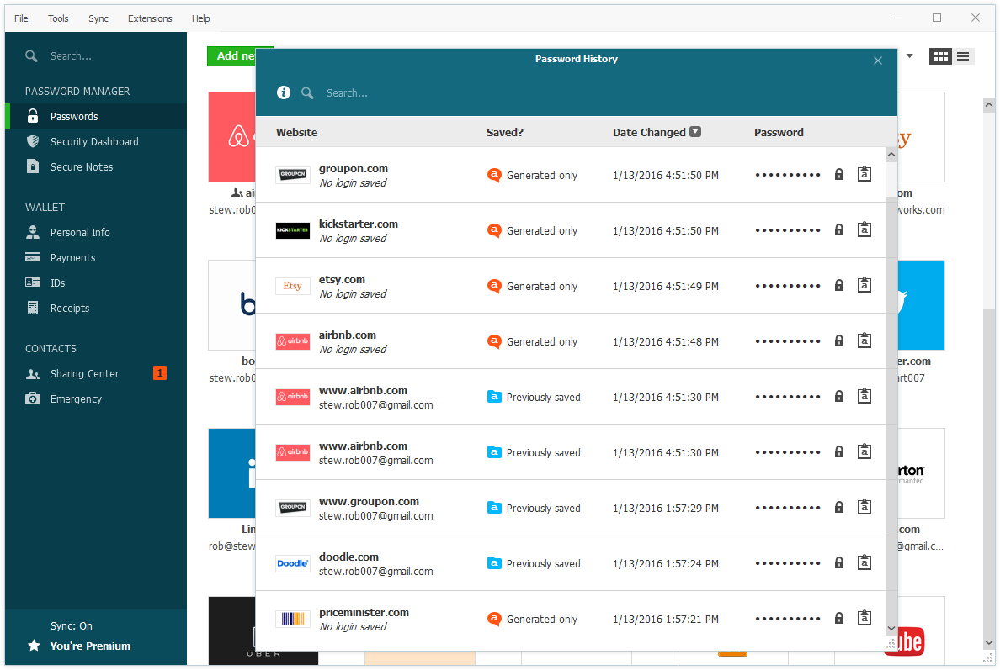 File Tools Sync Extensions Help
Search...
PASSWORD MANAGER
Passwords
Security Dashboard
Secure Notes
WALLET
Personal Info
Payments
IDs
Receipts
CONTACTS
Sharing Center 1
Emergency
Sync: On
You're Premium
Add ne
Password History
Search...
Website Saved? Date Changed Password
GROUPON groupon.com
No login saved
a Generated only 1/13/2016 4:51:50 PM •••••••••• a
KICKSTARTER kickstarter.com
No login saved
a Generated only 1/13/2016 4:51:50 PM •••••••••• a
Etsy etsy.com
No login saved
a Generated only 1/13/2016 4:51:49 PM •••••••••• a
airbnb airbnb.com
No login saved
a Generated only 1/13/2016 4:51:48 PM •••••••••• a
airbnb www.airbnb.com
stew.rob007@gmail.com
a Previously saved 1/13/2016 4:51:30 PM •••••••••• a
airbnb www.airbnb.com
stew.rob007@gmail.com
a Previously saved 1/13/2016 4:51:30 PM •••••••••• a
GROUPON www.groupon.com
stew.rob007@gmail.com
a Previously saved 1/13/2016 1:57:29 PM •••••••••• a
Doodle doodle.com
stew.rob007@gmail.com
a Previously saved 1/13/2016 1:57:24 PM •••••••••• a
priceminister.com
No login saved
a Generated only 1/13/2016 1:57:21 PM •••••••••• a
ai
stew.rob0
b
bo
stew.rob0
Lin
rob@stew
UBER
sy
om
works.com
er.com
art007
rton
mantec
.com
@gmail.c...
ube